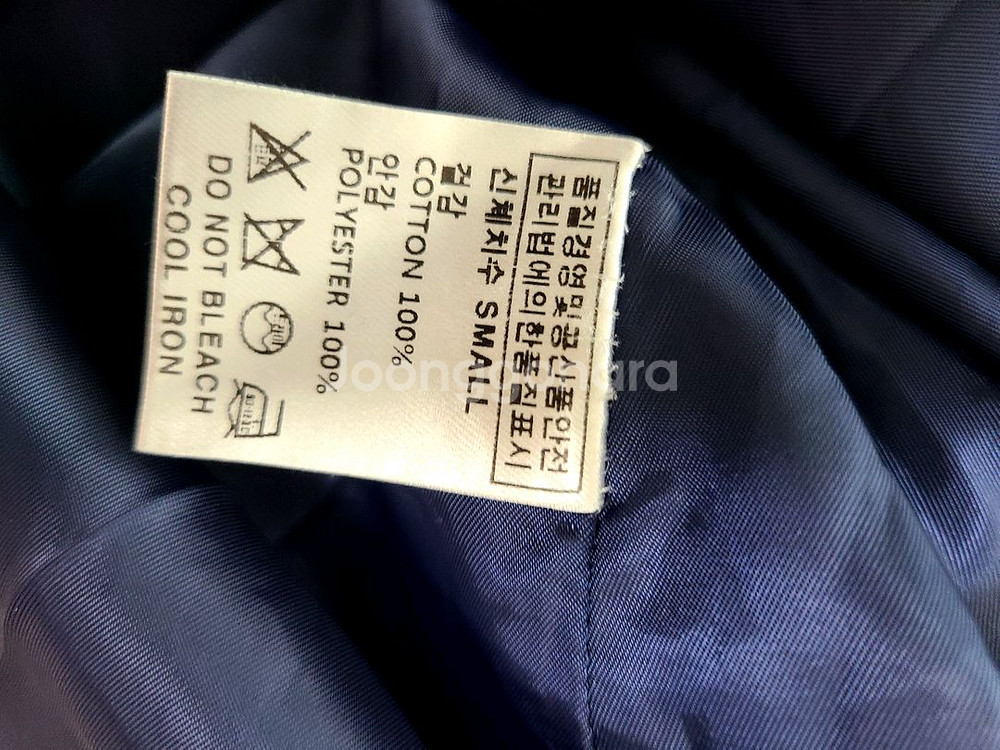 품질경영및공산품안전
관리법에의한품질표시
신체치수 SMALL
겉감
COTTON 100%
안감
POLYESTER 100%
DO NOT BLEACH
COOL IRON
Joonggonara